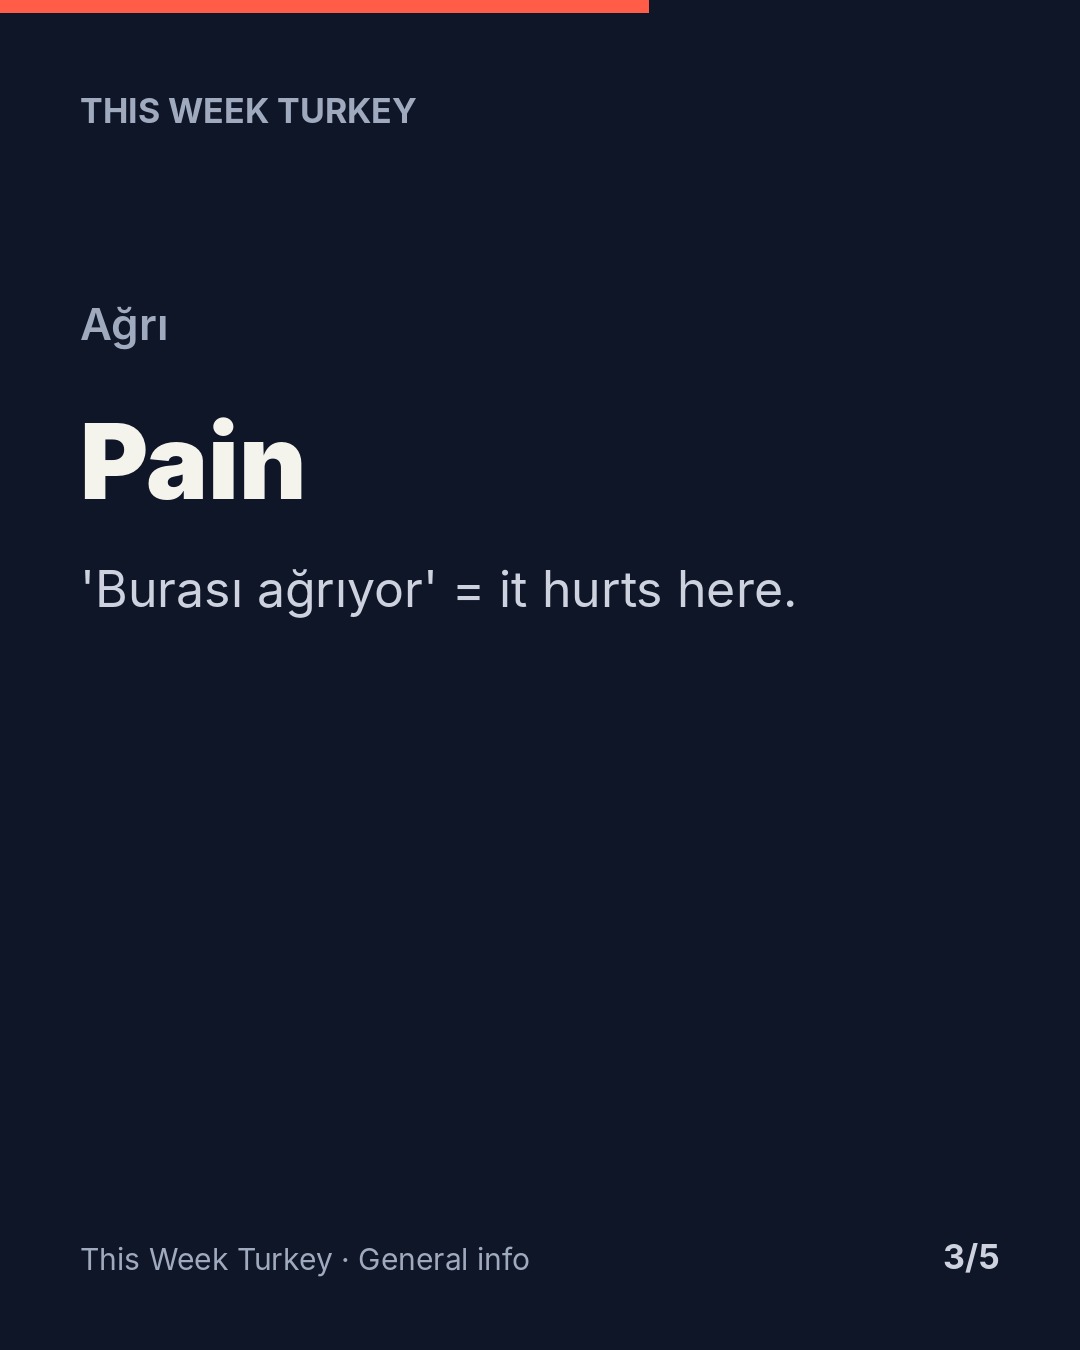 THIS WEEK TURKEY
Ağrı
Pain
'Burası ağrıyor' = it hurts here.
This Week Turkey · General info
3/5